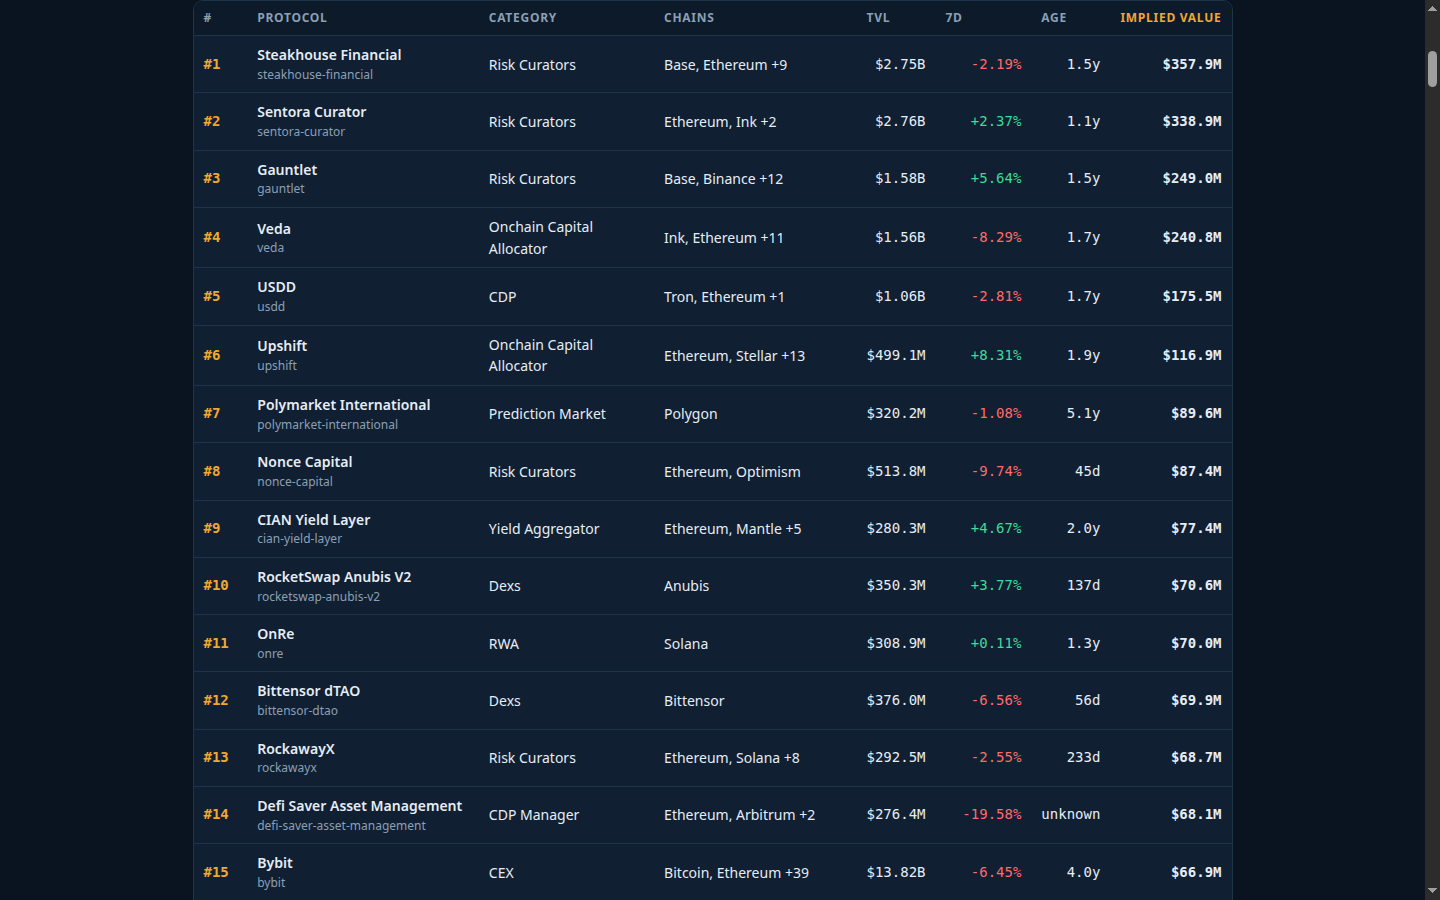 # PROTOCOL CATEGORY CHAINS TVL 7D AGE IMPLIED VALUE
#1 Steakhouse Financial Risk Curators Base, Ethereum +9 $2.75B -2.19% 1.5y $357.9M
steakhouse-financial
#2 Sentora Curator Risk Curators Ethereum, Ink +2 $2.76B +2.37% 1.1y $338.9M
sentora-curator
#3 Gauntlet Risk Curators Base, Binance +12 $1.58B +5.64% 1.5y $249.0M
gauntlet
#4 Veda Onchain Capital Allocator Ink, Ethereum +11 $1.56B -8.29% 1.7y $240.8M
veda
#5 USDD CDP Tron, Ethereum +1 $1.06B -2.81% 1.7y $175.5M
usdd
#6 Upshift Onchain Capital Allocator Ethereum, Stellar +13 $499.1M +8.31% 1.9y $116.9M
upshift
#7 Polymarket International Prediction Market Polygon $320.2M -1.08% 5.1y $89.6M
polymarket-international
#8 Nonce Capital Risk Curators Ethereum, Optimism $513.8M -9.74% 45d $87.4M
nonce-capital
#9 CIAN Yield Layer Yield Aggregator Ethereum, Mantle +5 $280.3M +4.67% 2.0y $77.4M
cian-yield-layer
#10 RocketSwap Anubis V2 Dexs Anubis $350.3M +3.77% 137d $70.6M
rocketswap-anubis-v2
#11 OnRe RWA Solana $308.9M +0.11% 1.3y $70.0M
onre
#12 Bittensor dTAO Dexs Bittensor $376.0M -6.56% 56d $69.9M
bittensor-dtao
#13 RockawayX Risk Curators Ethereum, Solana +8 $292.5M -2.55% 233d $68.7M
rockawayx
#14 Defi Saver Asset Management CDP Manager Ethereum, Arbitrum +2 $276.4M -19.58% unknown $68.1M
defi-saver-asset-management
#15 Bybit CEX Bitcoin, Ethereum +39 $13.82B -6.45% 4.0y $66.9M
bybit